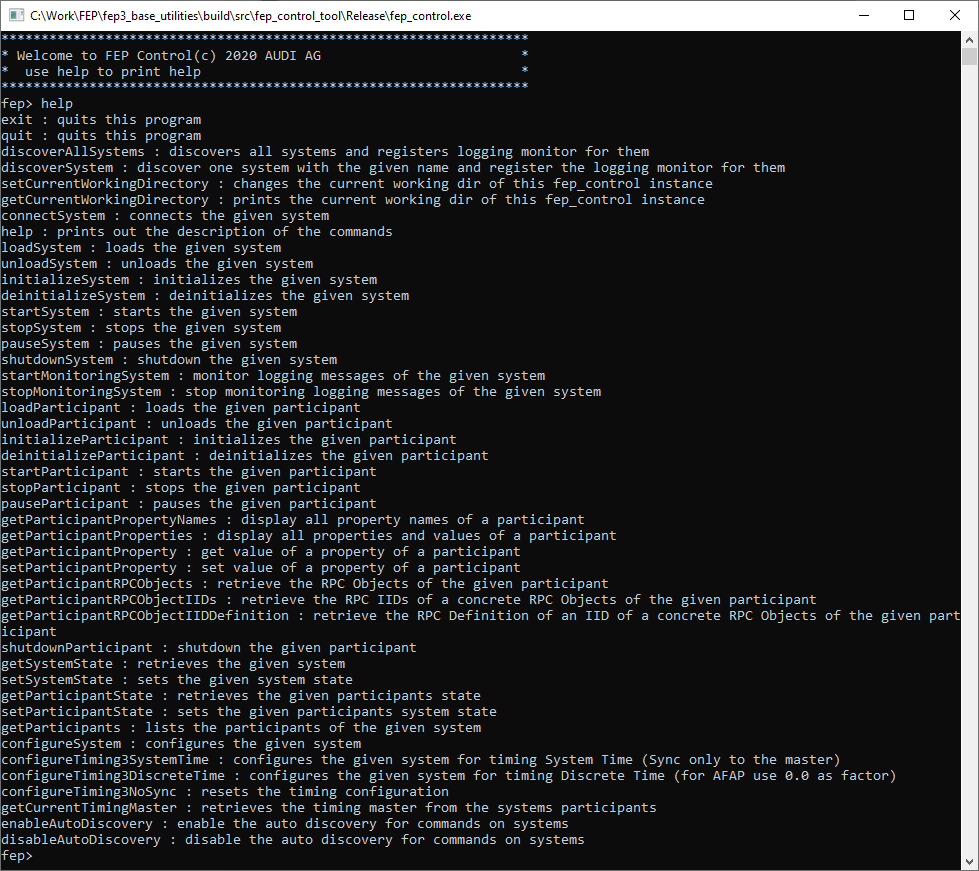 C:\Work\FEP\fep3_base_utilities\build\src\fep_control_tool\Release\fep_control.exe
******************************************************************
* Welcome to FEP Control(c) 2020 AUDI AG                         *
*  use help to print help                                        *
******************************************************************
fep> help
exit : quits this program
quit : quits this program
discoverAllSystems : discovers all systems and registers logging monitor for them
discoverSystem : discover one system with the given name and register the logging monitor for them
setCurrentWorkingDirectory : changes the current working dir of this fep_control instance
getCurrentWorkingDirectory : prints the current working dir of this fep_control instance
connectSystem : connects the given system
help : prints out the description of the commands
loadSystem : loads the given system
unloadSystem : unloads the given system
initializeSystem : initializes the given system
deinitializeSystem : deinitializes the given system
startSystem : starts the given system
stopSystem : stops the given system
pauseSystem : pauses the given system
shutdownSystem : shutdown the given system
startMonitoringSystem : monitor logging messages of the given system
stopMonitoringSystem : stop monitoring logging messages of the given system
loadParticipant : loads the given participant
unloadParticipant : unloads the given participant
initializeParticipant : initializes the given participant
deinitializeParticipant : deinitializes the given participant
startParticipant : starts the given participant
stopParticipant : stops the given participant
pauseParticipant : pauses the given participant
getParticipantPropertyNames : display all property names of a participant
getParticipantProperties : display all properties and values of a participant
getParticipantProperty : get value of a property of a participant
setParticipantProperty : set value of a property of a participant
getParticipantRPCObjects : retrieve the RPC Objects of the given participant
getParticipantRPCObjectIIDs : retrieve the RPC IIDs of a concrete RPC Objects of the given participant
getParticipantRPCObjectIIDDefinition : retrieve the RPC Definition of an IID of a concrete RPC Objects of the given part
icipant
shutdownParticipant : shutdown the given participant
getSystemState : retrieves the given system
setSystemState : sets the given system state
getParticipantState : retrieves the given participants state
setParticipantState : sets the given participants system state
getParticipants : lists the participants of the given system
configureSystem : configures the given system
configureTiming3SystemTime : configures the given system for timing System Time (Sync only to the master)
configureTiming3DiscreteTime : configures the given system for timing Discrete Time (for AFAP use 0.0 as factor)
configureTiming3NoSync : resets the timing configuration
getCurrentTimingMaster : retrieves the timing master from the systems participants
enableAutoDiscovery : enable the auto discovery for commands on systems
disableAutoDiscovery : disable the auto discovery for commands on systems
fep>